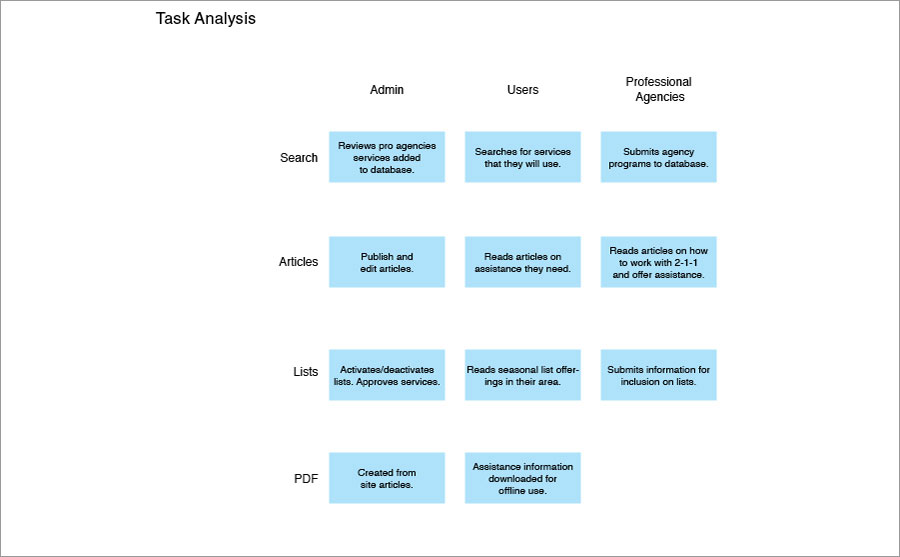 Task Analysis
Admin
Users
Professional
Agencies
Search
Reviews pro agencies
services added
to database.
Searches for services
that they will use.
Submits agency
programs to database.
Articles
Publish and
edit articles.
Reads articles on
assistance they need.
Reads articles on how
to work with 2-1-1
and offer assistance.
Lists
Activates/deactivates
lists. Approves services.
Reads seasonal list offer-
ings in their area.
Submits information for
inclusion on lists.
PDF
Created from
site articles.
Assistance information
downloaded for
offline use.